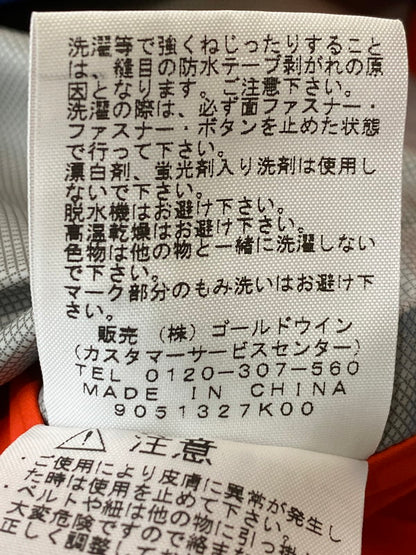 洗濯等で強くねじったりすること
は、縫目の防水テープ剥がれの原
因となります。ご注意下さい。
洗濯の際は、必ず面ファスナー・
ファスナー・ボタンを止めた状態
で行って下さい。
漂白剤、蛍光剤入り洗剤は使用し
ないで下さい。
脱水機はお避け下さい。
高温乾燥はお避け下さい。
色物は他の物と一緒に洗濯しない
で下さい。
マーク部分のもみ洗いはお避け下
さい。
販売 (株) ゴールドウイン
(カスタマーサービスセンター)
TEL 0120-307-560
MADE IN CHINA
9051327K00
注意
・ご使用により皮膚に異常が発生し
た時は使用を止めて下さい。
・ベルトや紐は他の物に引っ掛
大変危険ですので絡ま
正しく調整して